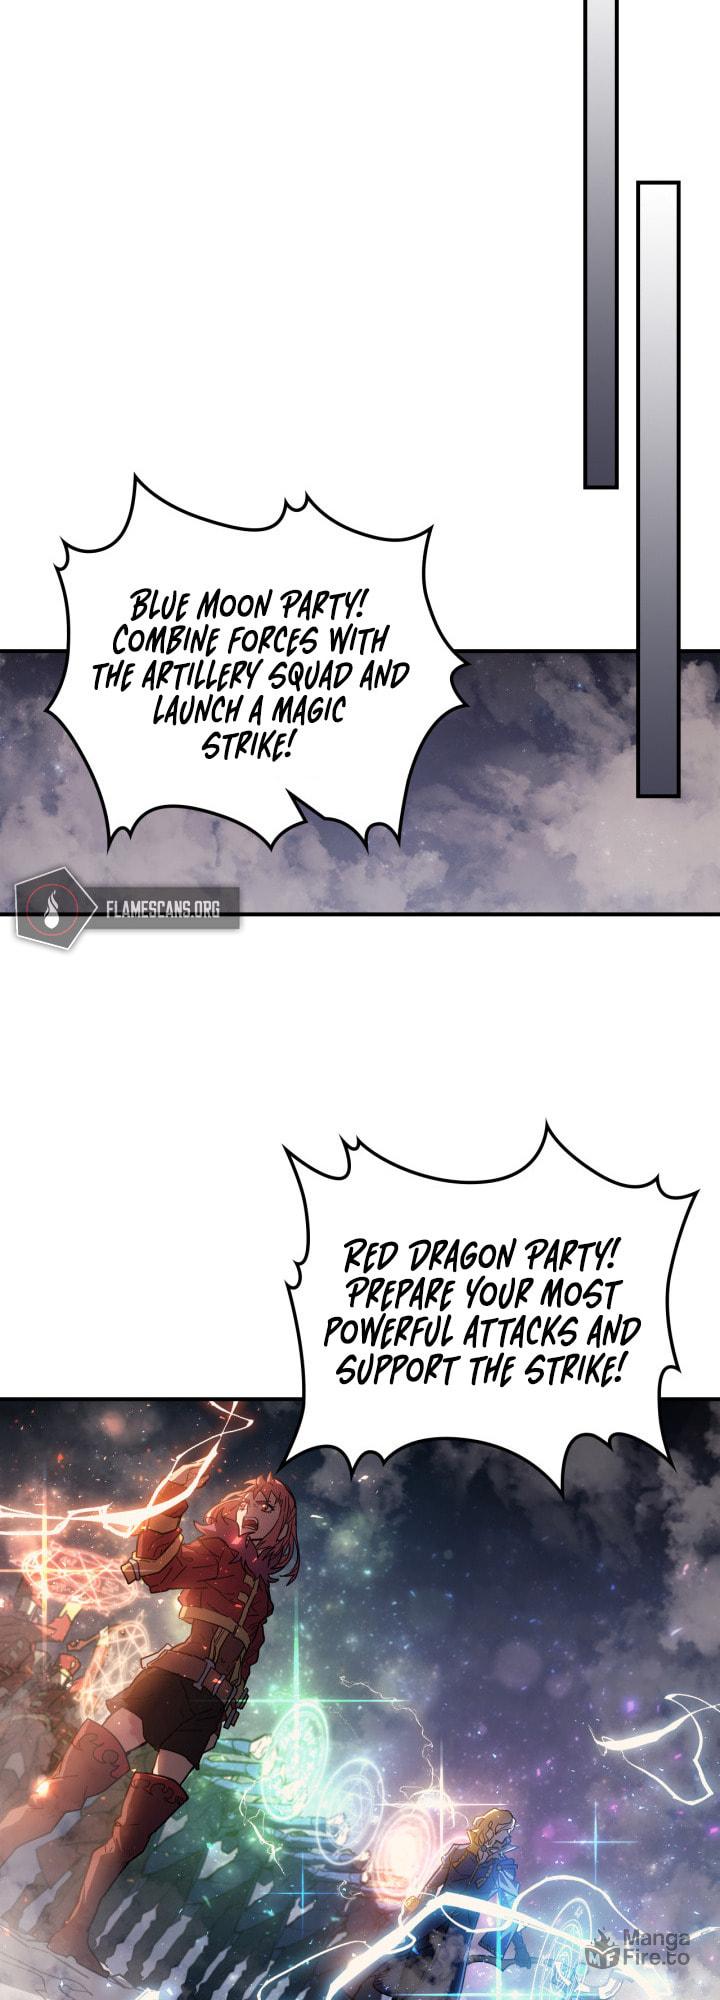 BLUE MOON PARTY!
COMBINE FORCES WITH
THE ARTILLERY SQUAD AND
LAUNCH A MAGIC
STRIKE!
FLAMESCANS.ORG
RED DRAGON PARTY!
PREPARE YOUR MOST
POWERFUL ATTACKS AND
SUPPORT THE STRIKE!
Manga
MF Fire.to